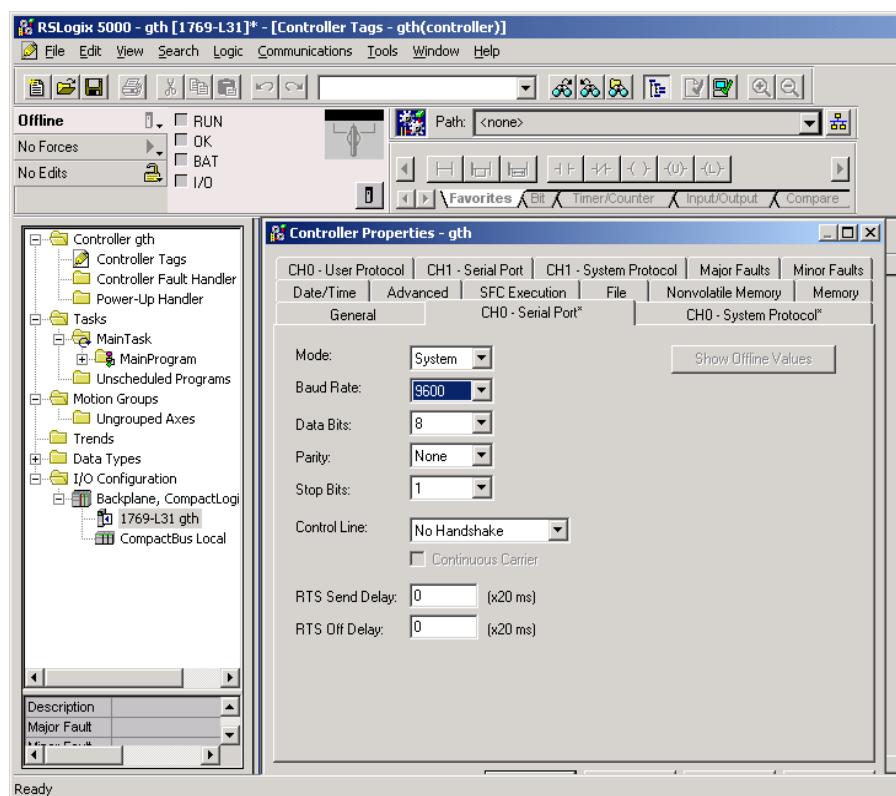 RSLogix 5000 - gth [1769-L31]* - [Controller Tags - gth(controller)]
File Edit View Search Logic Communications Tools Window Help
Offline
RUN
No Forces
OK
No Edits
BAT
I/O
Path: <none>
Favorites Bit Timer/Counter Input/Output Compare
Controller gth
Controller Tags
Controller Fault Handler
Power-Up Handler
Tasks
MainTask
MainProgram
Unscheduled Programs
Motion Groups
Ungrouped Axes
Trends
Data Types
I/O Configuration
Backplane, CompactLogi
1769-L31 gth
CompactBus Local
Description
Major Fault
Controller Properties - gth
CH0 - User Protocol CH1 - Serial Port CH1 - System Protocol Major Faults Minor Faults
Date/Time Advanced SFC Execution File Nonvolatile Memory Memory
General CH0 - Serial Port* CH0 - System Protocol*
Mode: System
Show Offline Values
Baud Rate: 9600
Data Bits: 8
Parity: None
Stop Bits: 1
Control Line: No Handshake
Continuous Carrier
RTS Send Delay: 0 (x20 ms)
RTS Off Delay: 0 (x20 ms)
Ready